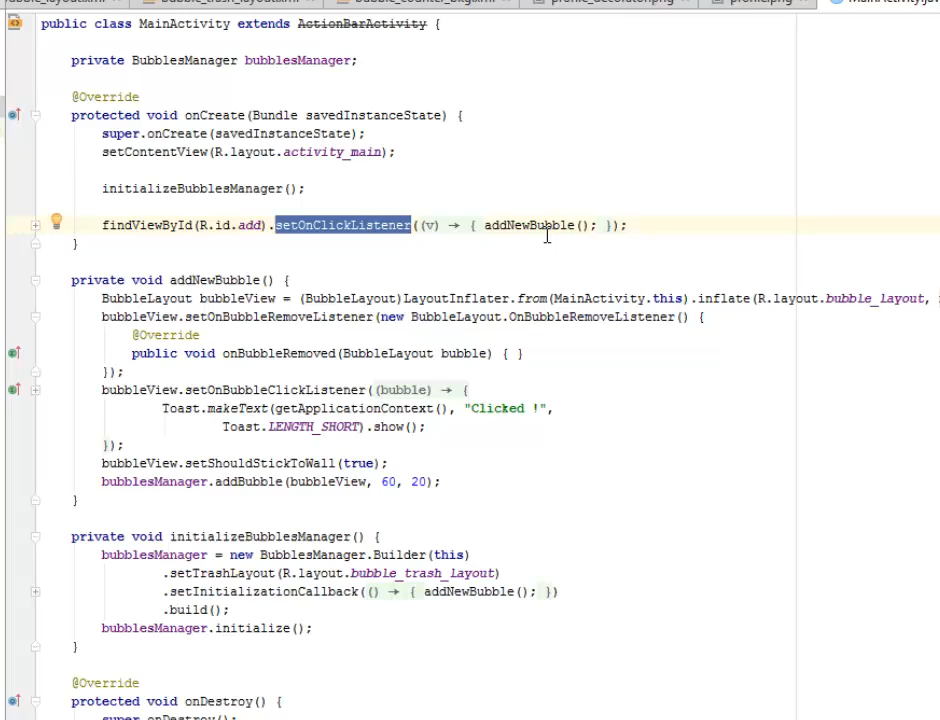 public class MainActivity extends ActionBarActivity {
private BubblesManager bubblesManager;
@Override
protected void onCreate(Bundle savedInstanceState) {
super.onCreate(savedInstanceState);
setContentView(R.layout.activity_main);
initializeBubblesManager();
findViewById(R.id.add).setOnClickListener((v) → { addNewBubble(); });
}
private void addNewBubble() {
BubbleLayout bubbleView = (BubbleLayout)LayoutInflater.from(MainActivity.this).inflate(R.layout.bubble_layout,
bubbleView.setOnBubbleRemoveListener(new BubbleLayout.OnBubbleRemoveListener() {
@Override
public void onBubbleRemoved(BubbleLayout bubble) { }
});
bubbleView.setOnBubbleClickListener((bubble) → {
Toast.makeText(getApplicationContext(), "Clicked !",
Toast.LENGTH_SHORT).show();
});
bubbleView.setShouldStickToWall(true);
bubblesManager.addBubble(bubbleView, 60, 20);
}
private void initializeBubblesManager() {
bubblesManager = new BubblesManager.Builder(this)
.setTrashLayout(R.layout.bubble_trash_layout)
.setInitializationCallback(() → { addNewBubble(); })
.build();
bubblesManager.initialize();
}
@Override
protected void onDestroy() {
super.onDestroy();